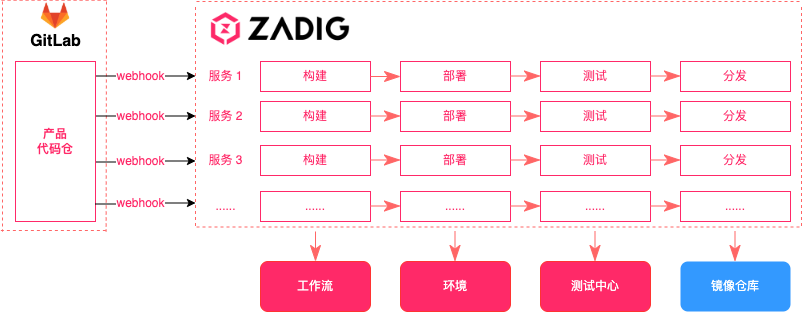 GitLab
ZADIG
产品
代码仓
webhook 服务 1 构建 部署 测试 分发
webhook 服务 2 构建 部署 测试 分发
webhook 服务 3 构建 部署 测试 分发
webhook ...... ...... ...... ...... ......
工作流 环境 测试中心 镜像仓库